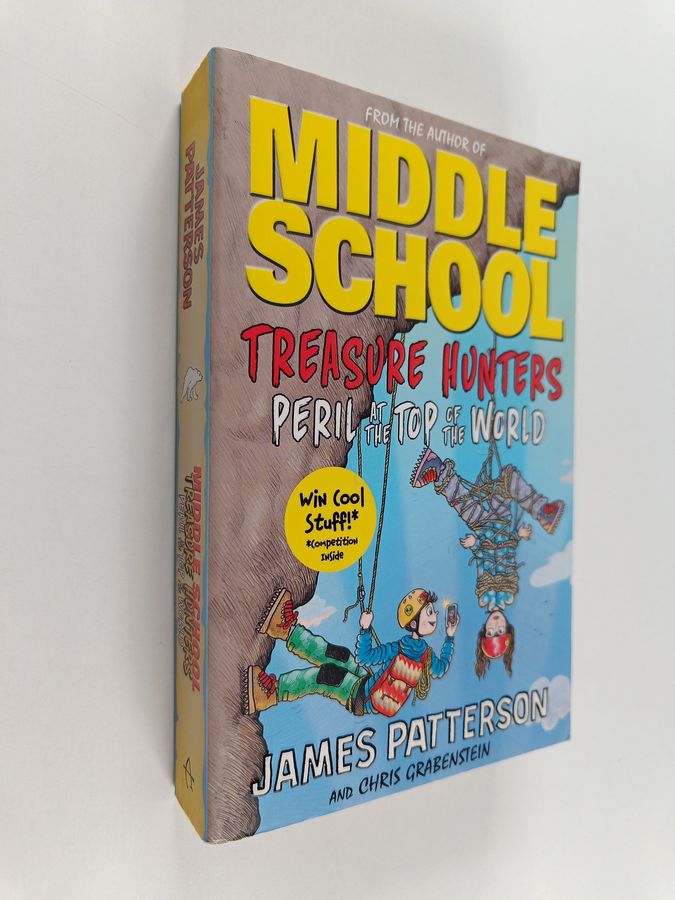 FROM THE AUTHOR OF
MIDDLE
SCHOOL
TREASURE HUNTERS
PERIL AT THE TOP OF THE WORLD
WIN COOL
STUFF!*
*COMPETITION
INSIDE
JAMES PATTERSON
AND CHRIS GRABENSTEIN
JAMES
PATTERSON
MIDDLE SCHOOL
TREASURE HUNTERS